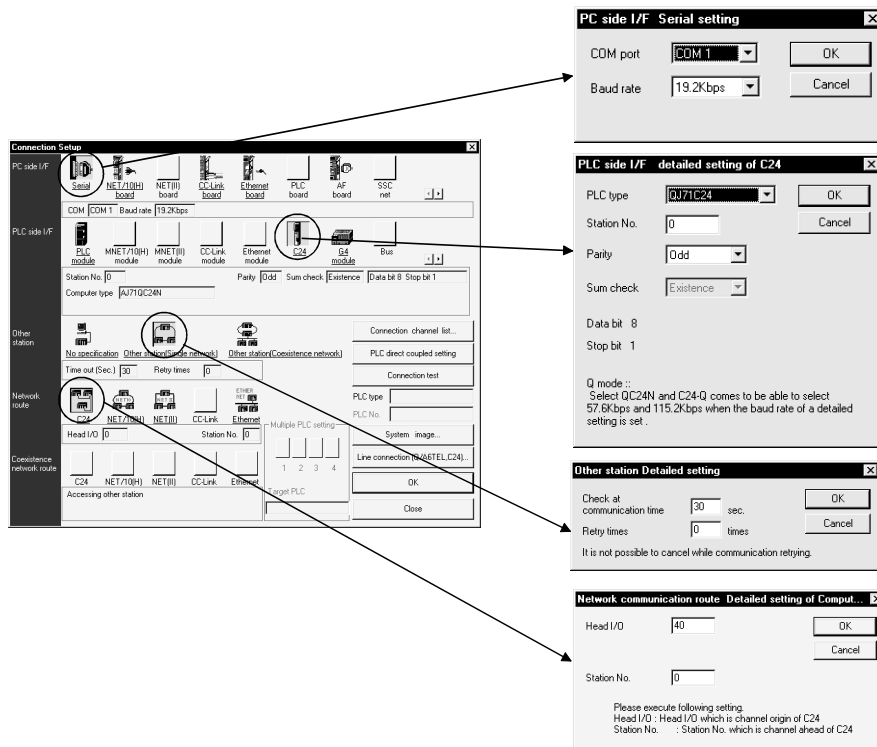 PC side I/F Serial setting
COM port COM 1 OK
Baud rate 19.2Kbps Cancel
Connection Setup
PC side I/F
Serial NET/10(H) board NET(II) board CC-Link board Ethernet board PLC board AF board SSC net
COM COM 1 Baud rate 19.2Kbps
PLC side I/F
PLC module MNET/10(H) module MNET(II) module CC-Link module Ethernet module C24 G4 module Bus
Station No. 0 Parity Odd Sum check Existence Data bit 8 Stop bit 1
Computer type AJ71QC24N
Other station
No specification Other station(Single network) Other station(Coexistence network)
Time out (Sec.) 30 Retry times 0
Network route
C24 NET/10(H) NET(II) CC-Link Ethernet
Head I/O 0 Station No. 0
Coexistence network route
C24 NET/10(H) NET(II) CC-Link Ethernet
Accessing other station
Connection channel list...
PLC direct coupled setting
Connection test
PLC type
PLC No.
Multiple PLC setting
1 2 3 4
Target PLC
System image...
Line connection (Q/A6TEL,C24)...
OK
Close
PLC side I/F detailed setting of C24
PLC type QJ71C24 OK
Station No. 0 Cancel
Parity Odd
Sum check Existence
Data bit 8
Stop bit 1
Q mode ::
Select QC24N and C24-Q comes to be able to select
57.6Kbps and 115.2Kbps when the baud rate of a detailed
setting is set .
Other station Detailed setting
Check at
communication time 30 sec. OK
Retry times 0 times Cancel
It is not possible to cancel while communication retrying.
Network communication route Detailed setting of Comput...
Head I/O 40 OK
Cancel
Station No. 0
Please execute following setting.
Head I/O : Head I/O which is channel origin of C24
Station No. : Station No. which is channel ahead of C24